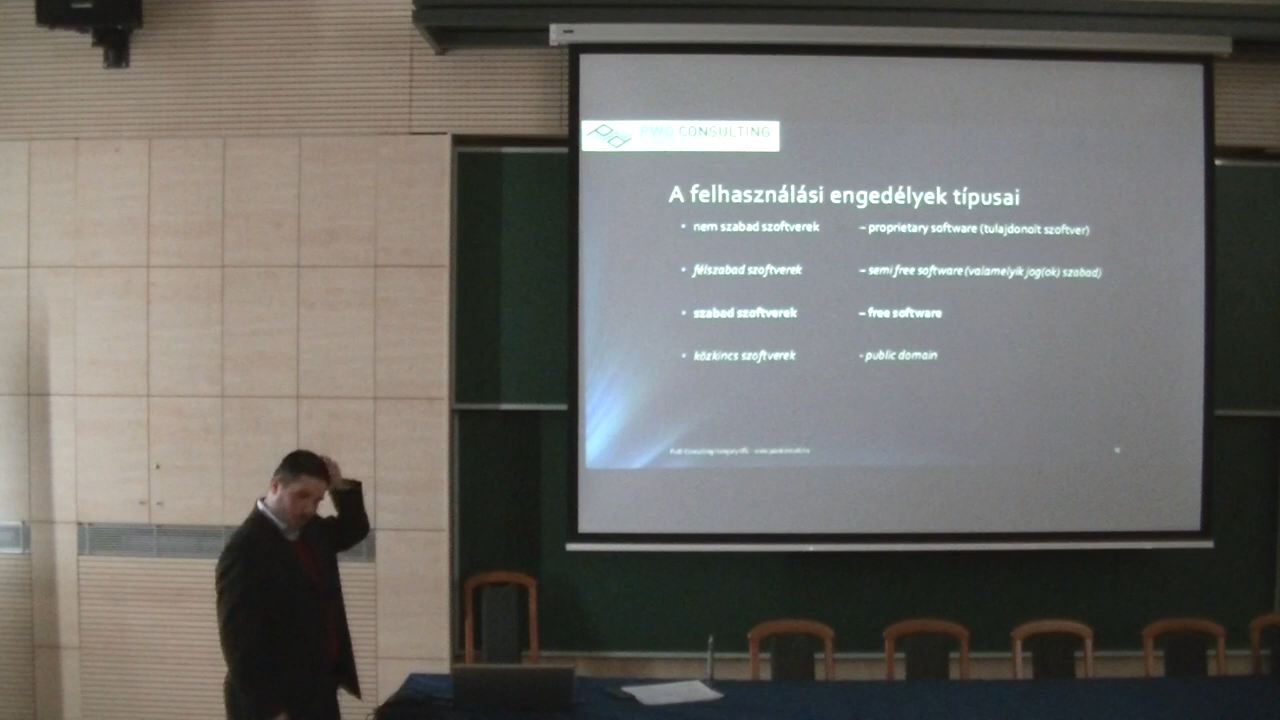 PWD CONSULTING
A felhasználási engedélyek típusai
• nem szabad szoftverek – proprietary software (tulajdonolt szoftver)
• félszabad szoftverek – semi free software (valamelyik jog(ok) szabad)
• szabad szoftverek – free software
• közkincs szoftverek - public domain